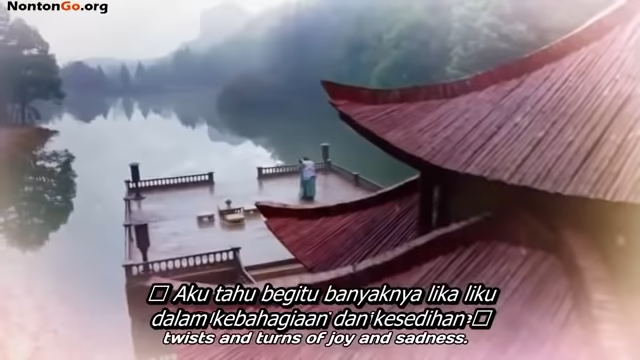 NontonGo.org
Aku tahu begitu banyaknya lika liku
dalam kebahagiaan dan kesedihan
twists and turns of joy and sadness.